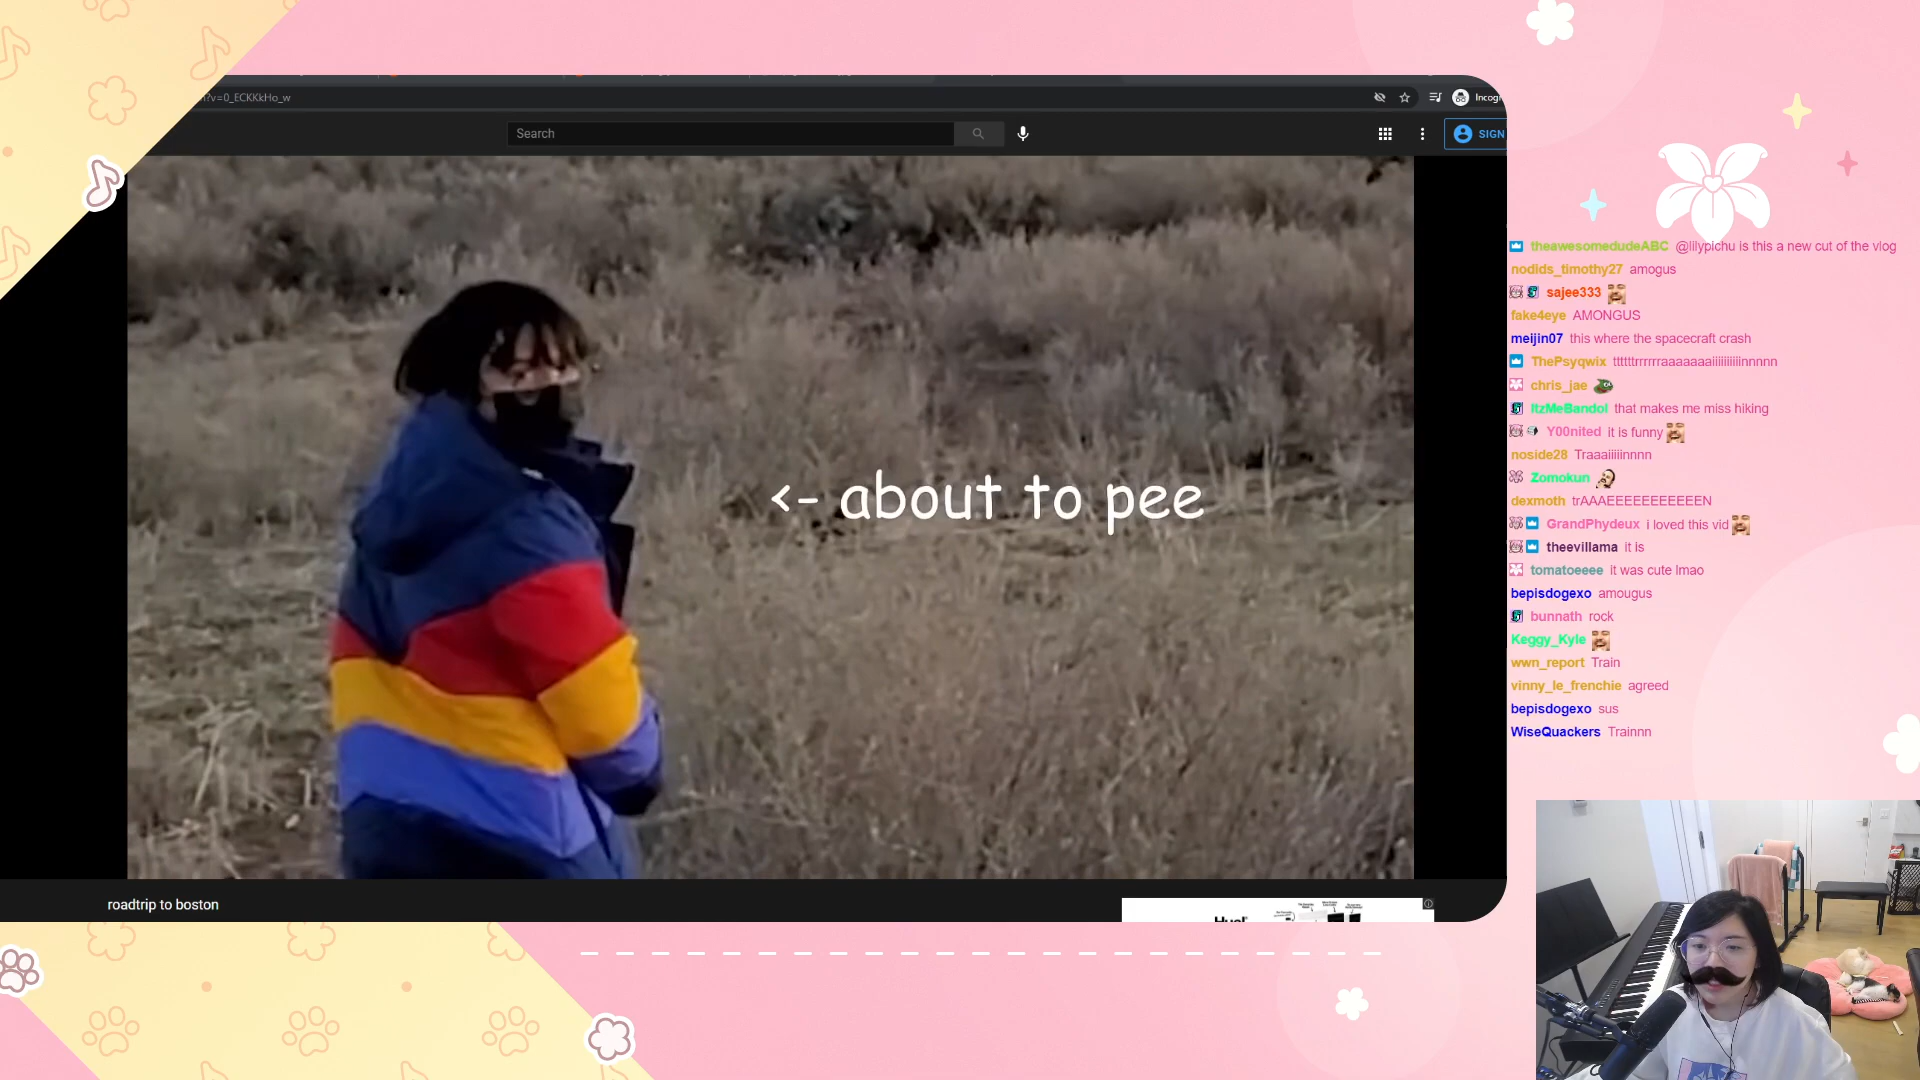 ?v=0_ECKKkHo_w
Search
SIGN
<- about to pee
roadtrip to boston
theawesomedudeABC @lilypichu is this a new cut of the vlog
nodlds_timothy27 amogus
sajee333
fake4eye AMONGUS
meijin07 this where the spacecraft crash
ThePsyqwix ttttttrrrrrraaaaaaaiiiiiiiiiinnnnn
chris_jae
ItzMeBandoI that makes me miss hiking
Y00nited it is funny
noside28 Traaaiiiiinnnn
Zomokun
dexmoth trAAAEEEEEEEEEEEN
GrandPhydeux i loved this vid
theevillama it is
tomatoeeee it was cute lmao
bepisdogexo amougus
bunnath rock
Keggy_Kyle
wwn_report Train
vinny_le_frenchie agreed
bepisdogexo sus
WiseQuackers Trainnn